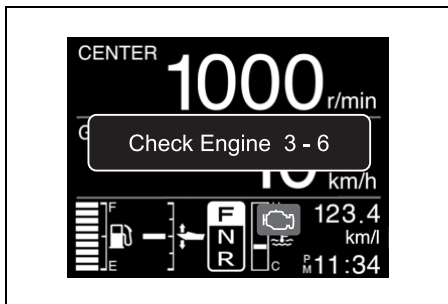 CENTER
1000 r/min
Check Engine 3 - 6
km/h
F
E
F
N
R
C
123.4
km/l
PM 11:34